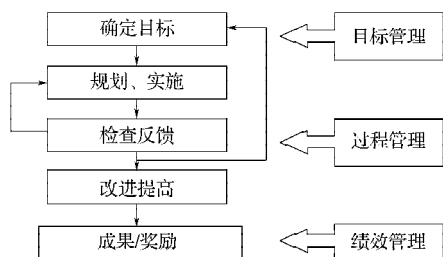 确定目标
目标管理
规划、实施
检查反馈
过程管理
改进提高
成果/奖励
绩效管理